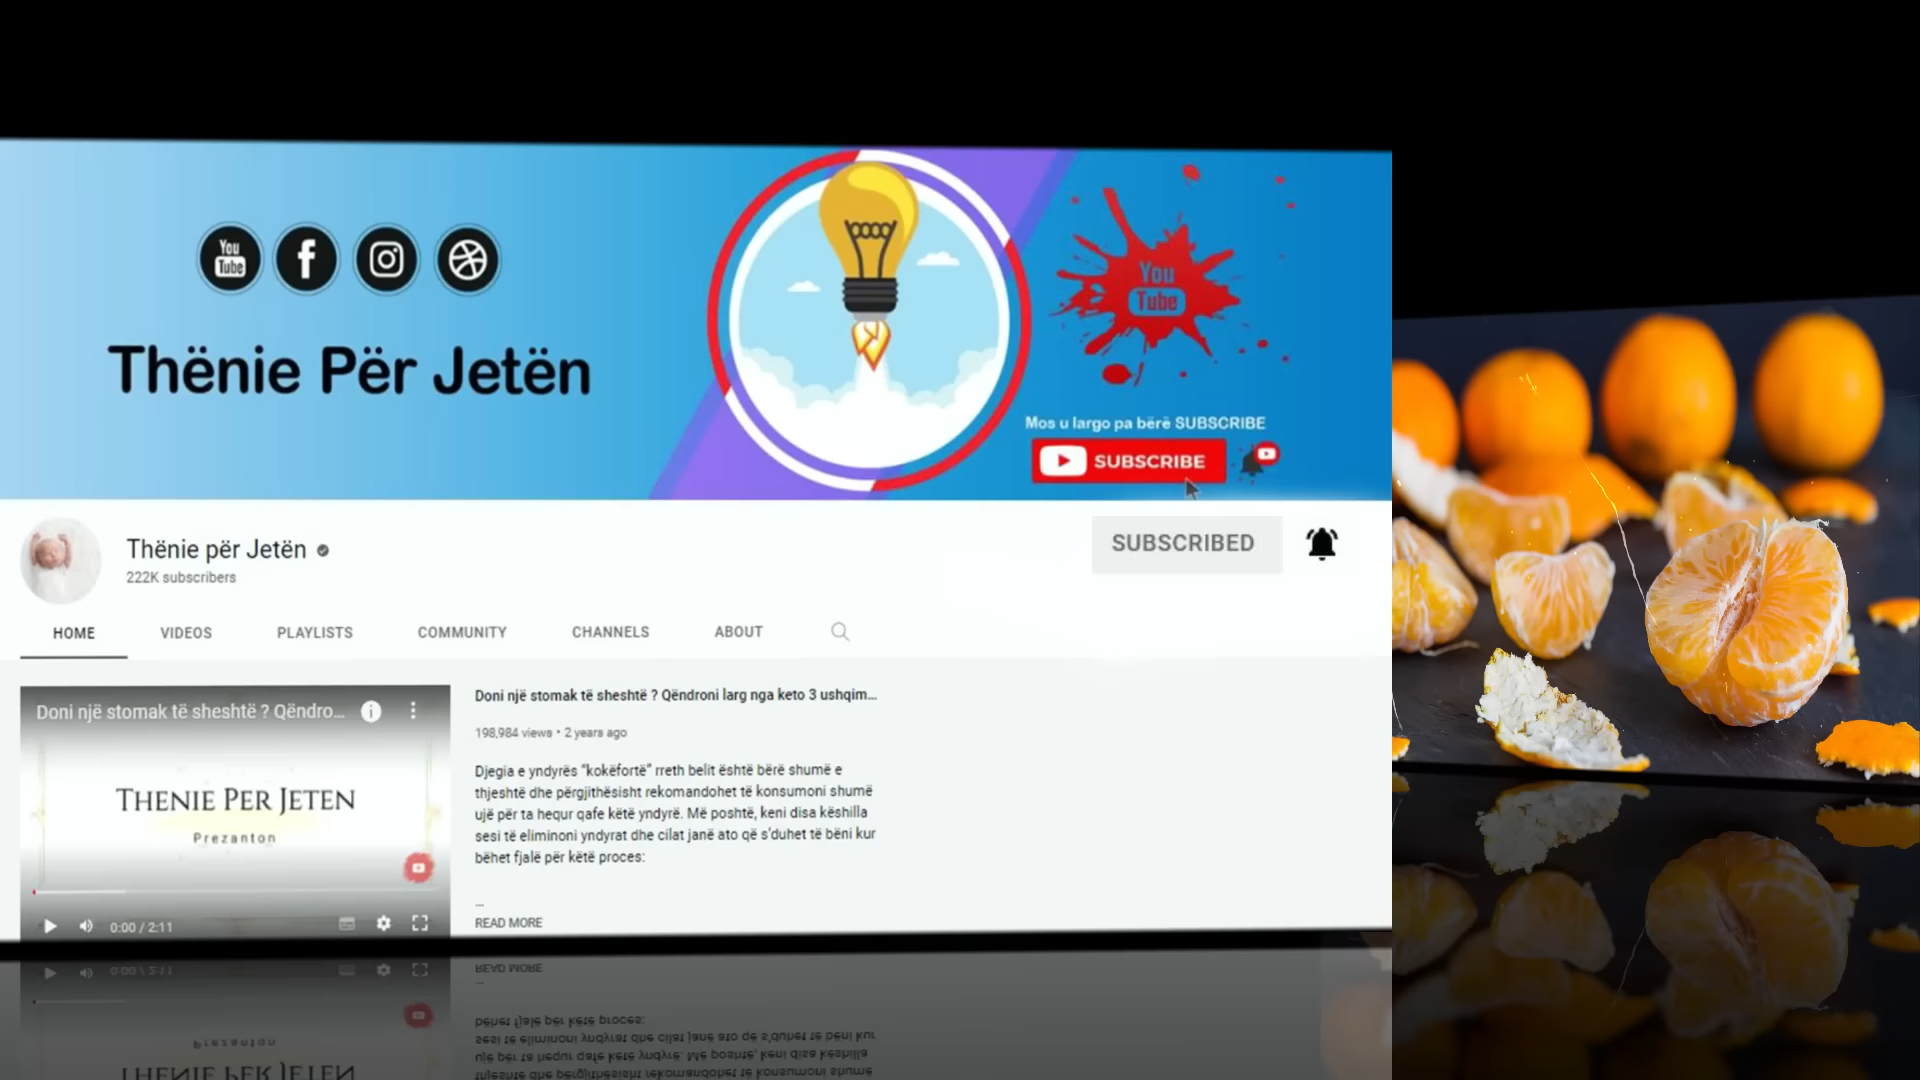 You
Tube
Thënie Për Jetën
You
Tube
Mos u largo pa bërë SUBSCRIBE
SUBSCRIBE
Thënie për Jetën
222K subscribers
SUBSCRIBED
HOME VIDEOS PLAYLISTS COMMUNITY CHANNELS ABOUT
Doni një stomak të sheshtë ? Qëndro...
THENIE PER JETEN
Prezanton
0:00 / 2:11
Doni një stomak të sheshtë ? Qëndroni larg nga keto 3 ushqim...
198,984 views • 2 years ago
Djegia e yndyrës “kokëfortë” rreth belit është bërë shumë e
thjeshtë dhe përgjithësisht rekomandohet të konsumoni shumë
ujë për ta hequr qafe këtë yndyrë. Më poshtë, keni disa këshilla
sesi të eliminoni yndyrat dhe cilat janë ato që s'duhet të bëni kur
bëhet fjalë për këtë proces:
...
READ MORE